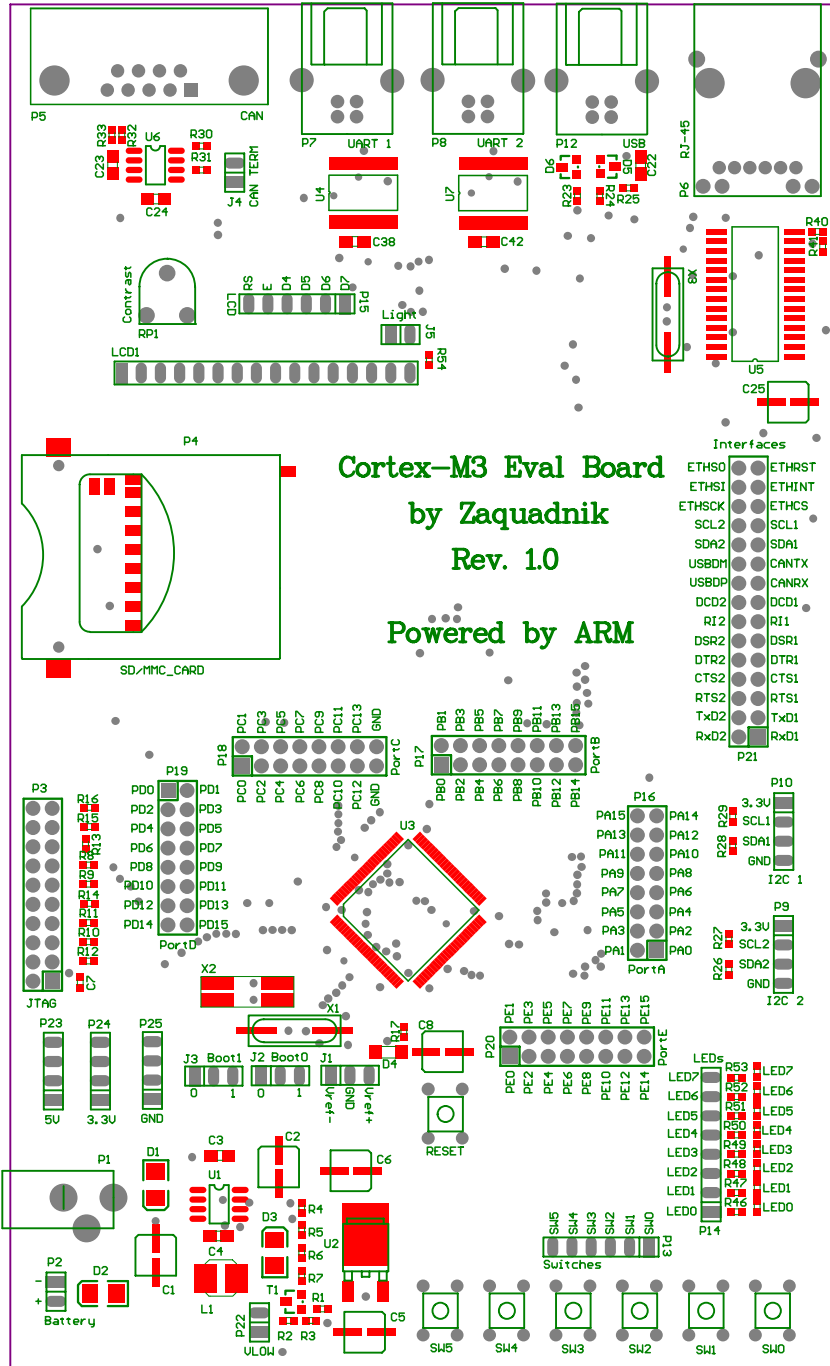 P5 CAN
P7 UART 1
P8 UART 2
P12 USB
RJ-45
P6
R33
R32
U6
R30
R31
C23
C24
J4
CAN TERM
U4
C38
U7
C42
D6
D5
C22
R23
R24
R25
R40
R41
Contrast
RP1
LCD
RS
E
D4
D5
D6
D7
P15
Light
J5
R54
LCD1
X8
U5
C25
P4
SD/MMC_CARD
Cortex-M3 Eval Board
by Zaquadnik
Rev. 1.0
Powered by ARM
Interfaces
ETHSO ETHRST
ETHSI ETHINT
ETHSCK ETHCS
SCL2 SCL1
SDA2 SDA1
USBDM CANTX
USBDP CANRX
DCD2 DCD1
RI2 RI1
DSR2 DSR1
DTR2 DTR1
CTS2 CTS1
RTS2 RTS1
TxD2 TxD1
RxD2 RxD1
P21
P18
PC1 PC3 PC5 PC7 PC9 PC11 PC13 GND
PC0 PC2 PC4 PC6 PC8 PC10 PC12 GND
PortC
P17
PB1 PB3 PB5 PB7 PB9 PB11 PB13 PB15
PB0 PB2 PB4 PB6 PB8 PB10 PB12 PB14
PortB
P3
R16
R15
R13
R8
R9
R14
R11
R10
R12
C7
JTAG
P19
PD0 PD1
PD2 PD3
PD4 PD5
PD6 PD7
PD8 PD9
PD10 PD11
PD12 PD13
PD14 PD15
PortD
U3
P16
PA15 PA14
PA13 PA12
PA11 PA10
PA9 PA8
PA7 PA6
PA5 PA4
PA3 PA2
PA1 PA0
PortA
R29
R28
P10
3.3V
SCL1
SDA1
GND
I2C 1
R27
R26
P9
3.3V
SCL2
SDA2
GND
I2C 2
X2
X1
P23
5V
P24
3.3V
P25
GND
J3 Boot1
0 1
J2 Boot0
0 1
J1
Vref-
GND
Vref+
R17
D4
C8
RESET
P20
PE1 PE3 PE5 PE7 PE9 PE11 PE13 PE15
PE0 PE2 PE4 PE6 PE8 PE10 PE12 PE14
PortE
LEDs
LED7 R53 LED7
LED6 R52 LED6
LED5 R51 LED5
LED4 R50 LED4
LED3 R49 LED3
LED2 R48 LED2
LED1 R47 LED1
LED0 R46 LED0
P14
P1
D1
C3
U1
C2
C6
C4
L1
C1
R4
R5
R6
R7
D3
U2
T1
R1
R2
R3
C5
P22
VLOW
P2
-
+
Battery
D2
SW5
SW4
SW3
SW2
SW1
SW0
P13
Switches
SW5 SW4 SW3 SW2 SW1 SW0